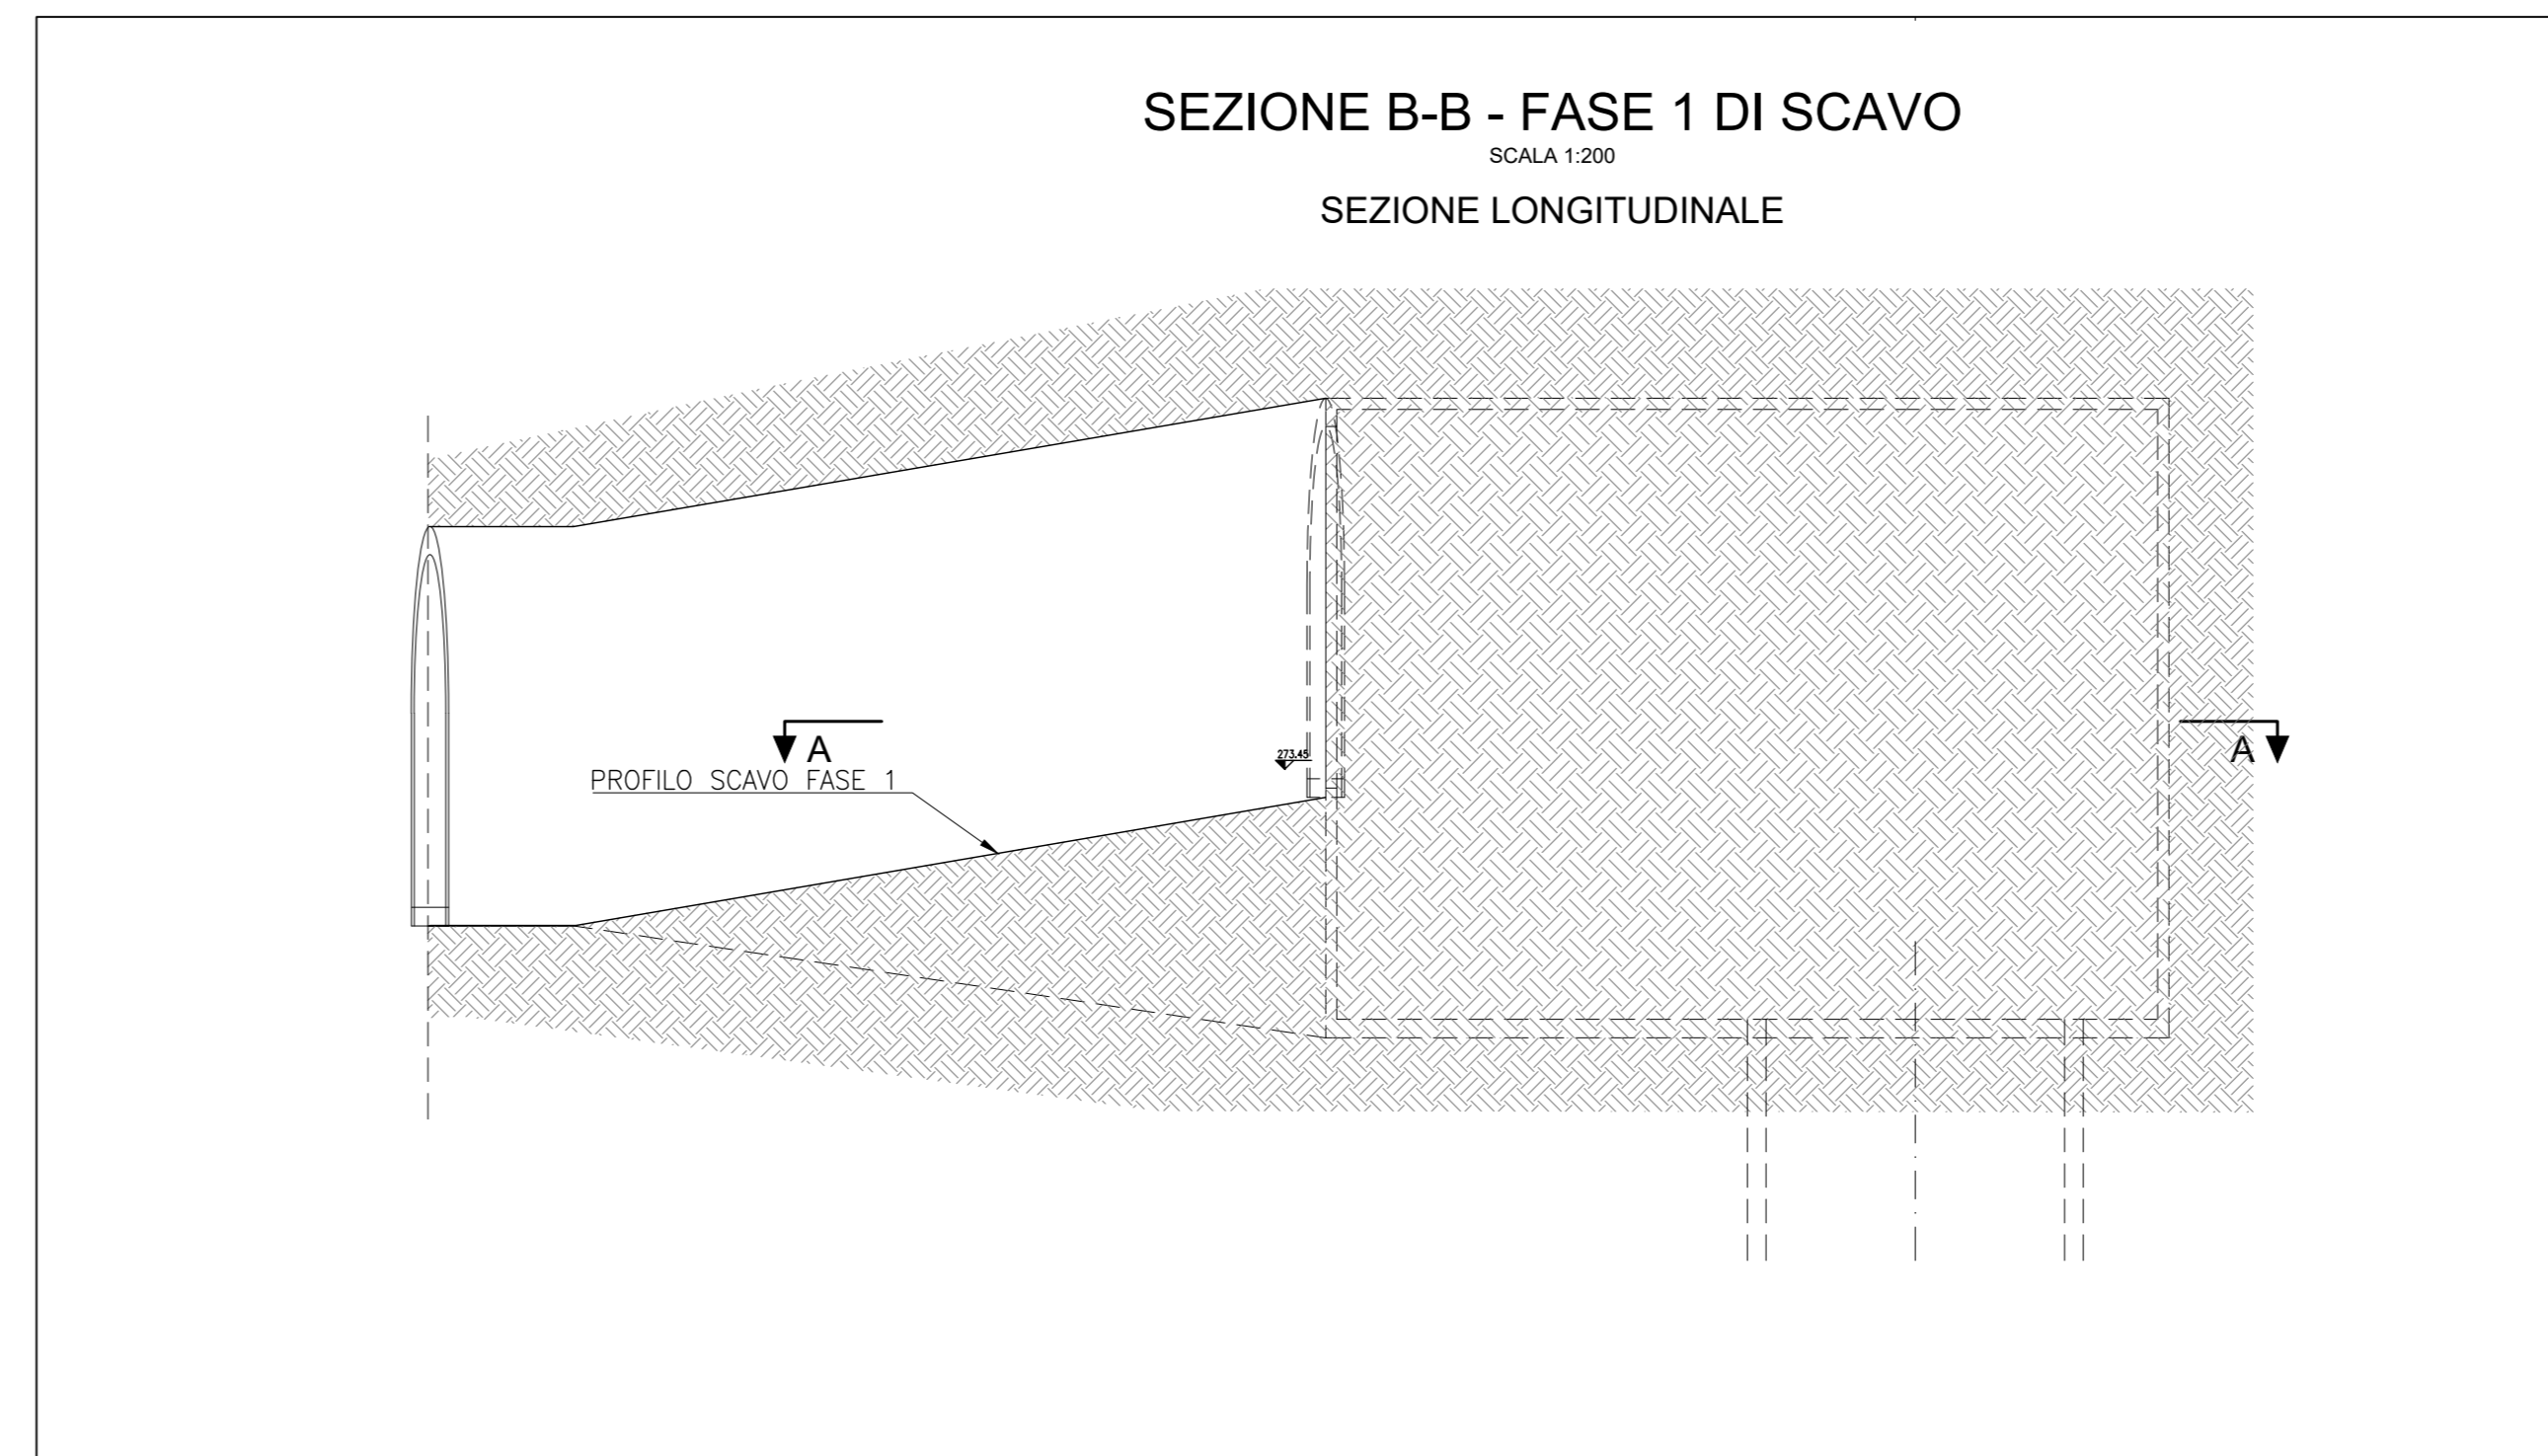 SEZIONE B-B - FASE 1 DI SCAVO
SCALA 1:200
SEZIONE LONGITUDINALE
A
A
273.45
PROFILO SCAVO FASE 1